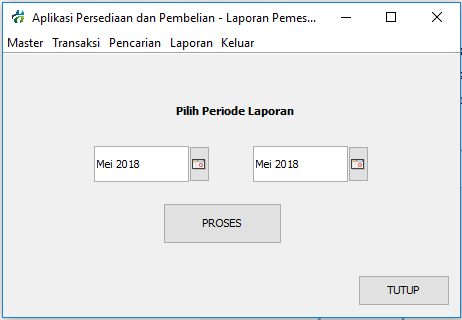 Aplikasi Persediaan dan Pembelian - Laporan Pemes...
Master Transaksi Pencarian Laporan Keluar
Pilih Periode Laporan
Mei 2018 Mei 2018
PROSES
TUTUP